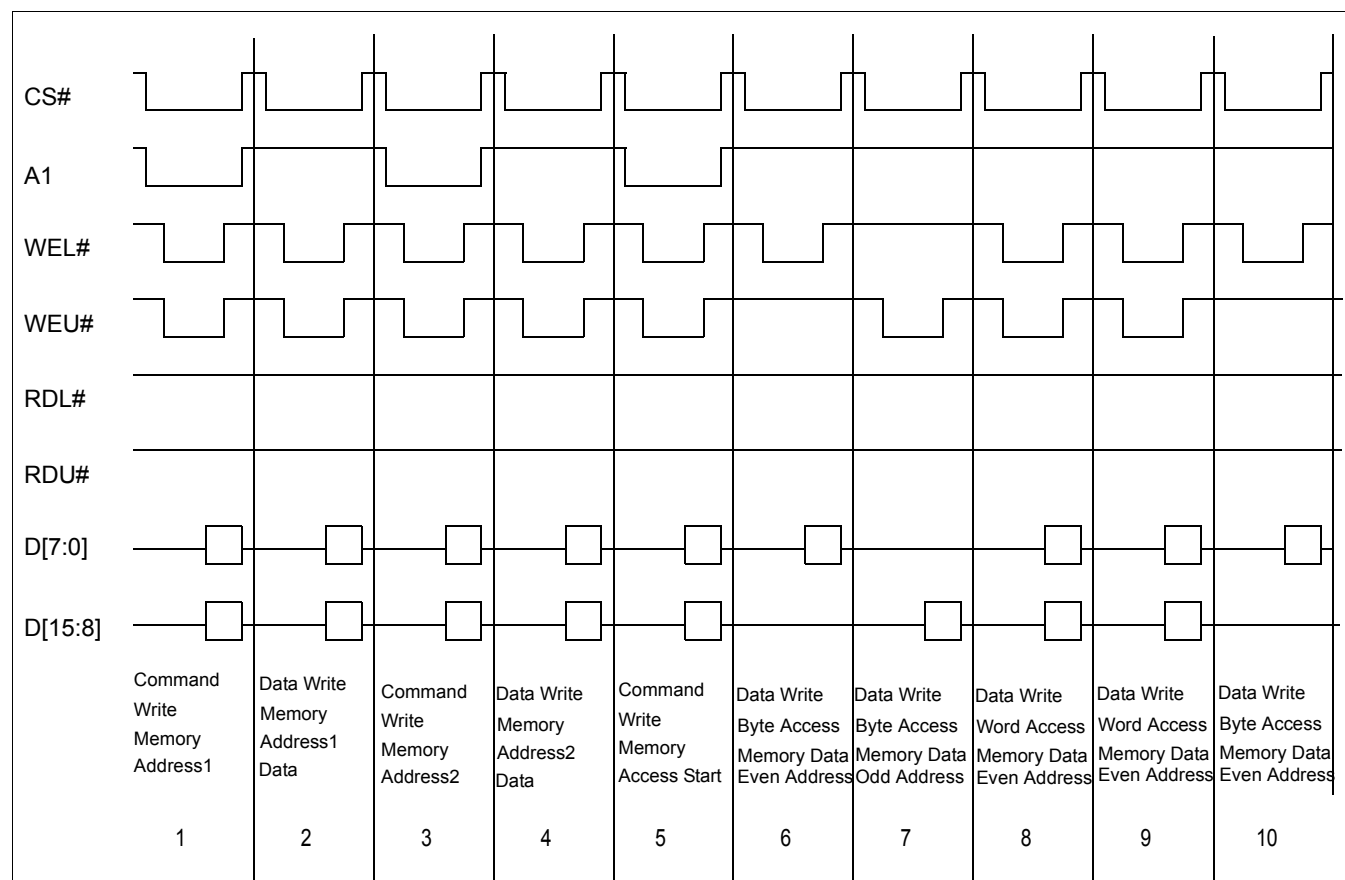 CS#
A1
WEL#
WEU#
RDL#
RDU#
D[7:0]
D[15:8]
Command
Write
Memory
Address1
Data Write
Memory
Address1
Data
Command
Write
Memory
Address2
Data Write
Memory
Address2
Data
Command
Write
Memory
Access Start
Data Write
Byte Access
Memory Data
Even Address
Data Write
Byte Access
Memory Data
Odd Address
Data Write
Word Access
Memory Data
Even Address
Data Write
Word Access
Memory Data
Even Address
Data Write
Byte Access
Memory Data
Even Address
1 2 3 4 5 6 7 8 9 10